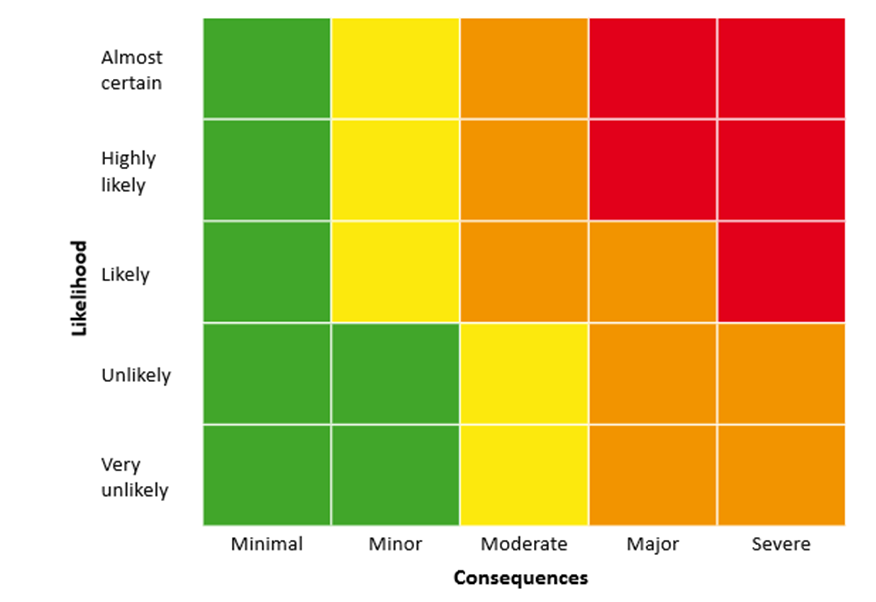 Almost
certain
Highly
likely
Likelihood
Likely
Unlikely
Very
unlikely
Minimal
Minor
Moderate
Major
Severe
Consequences